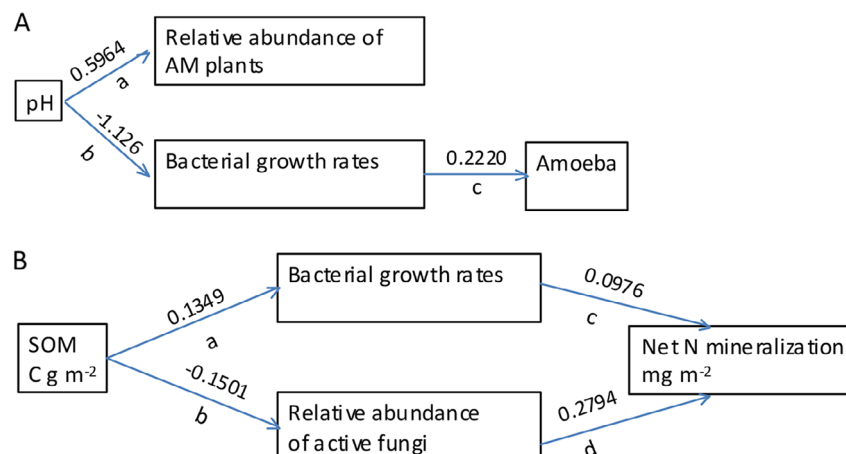 A
Relative abundance of
AM plants
0.5964
a
pH
-1.126
b
Bacterial growth rates
0.2220
c
Amoeba
B
Bacterial growth rates
0.1349
a
0.0976
c
SOM
C g m-2
Net N mineralization
mg m-2
-0.1501
b
Relative abundance
of active fungi
0.2794
d